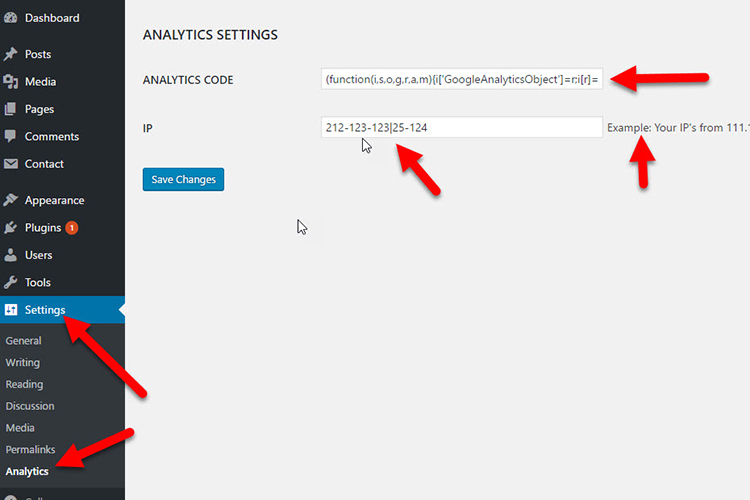 Dashboard
Posts
Media
Pages
Comments
Contact
Appearance
Plugins 1
Users
Tools
Settings
General
Writing
Reading
Discussion
Media
Permalinks
Analytics
ANALYTICS SETTINGS
ANALYTICS CODE (function(i,s,o,g,r,a,m){i['GoogleAnalyticsObject']=r;i[r]=
IP 212-123-123|25-124 Example: Your IP's from 111.1
Save Changes